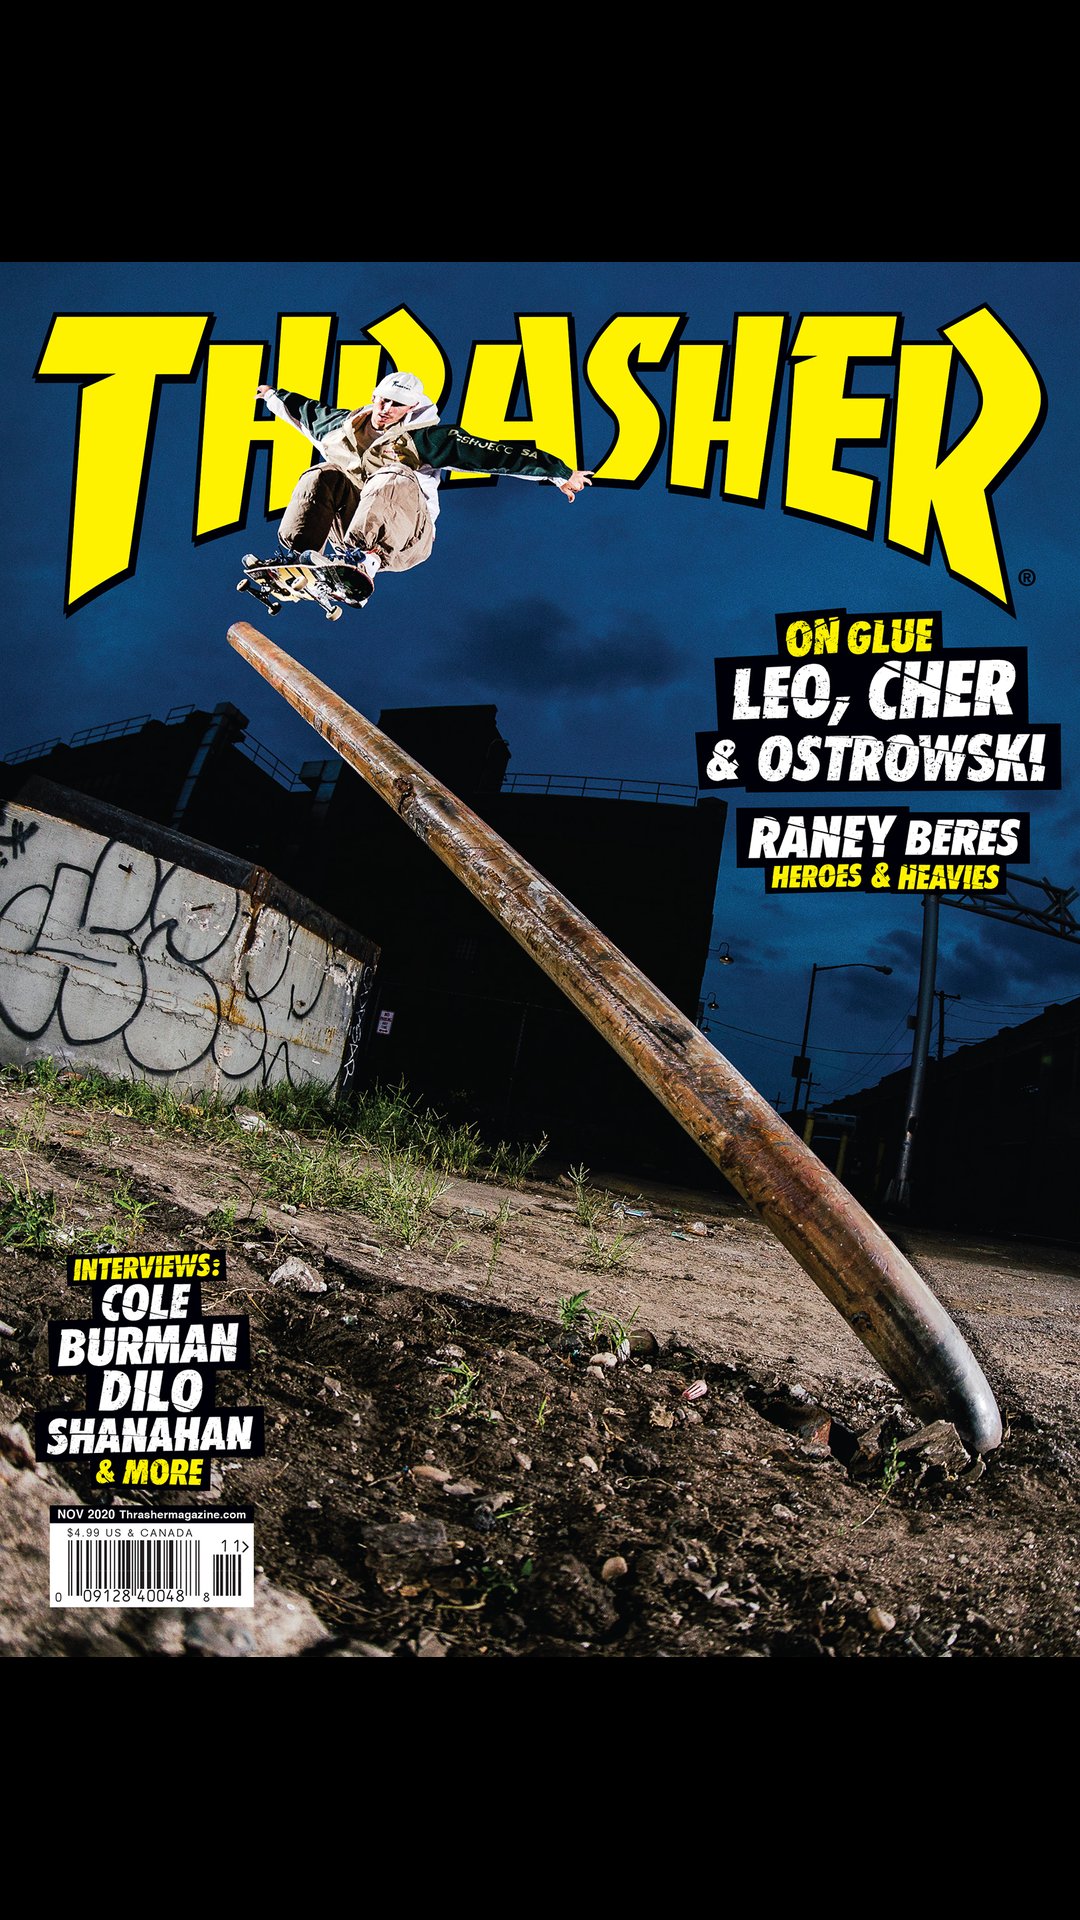 THRASHER
®
ON GLUE
LEO, CHER
& OSTROWSKI
RANEY BERES
HEROES & HEAVIES
INTERVIEWS:
COLE
BURMAN
DILO
SHANAHAN
& MORE
NOV 2020 Thrashermagazine.com
$4.99 US & CANADA
11>
0 09128 40048 8